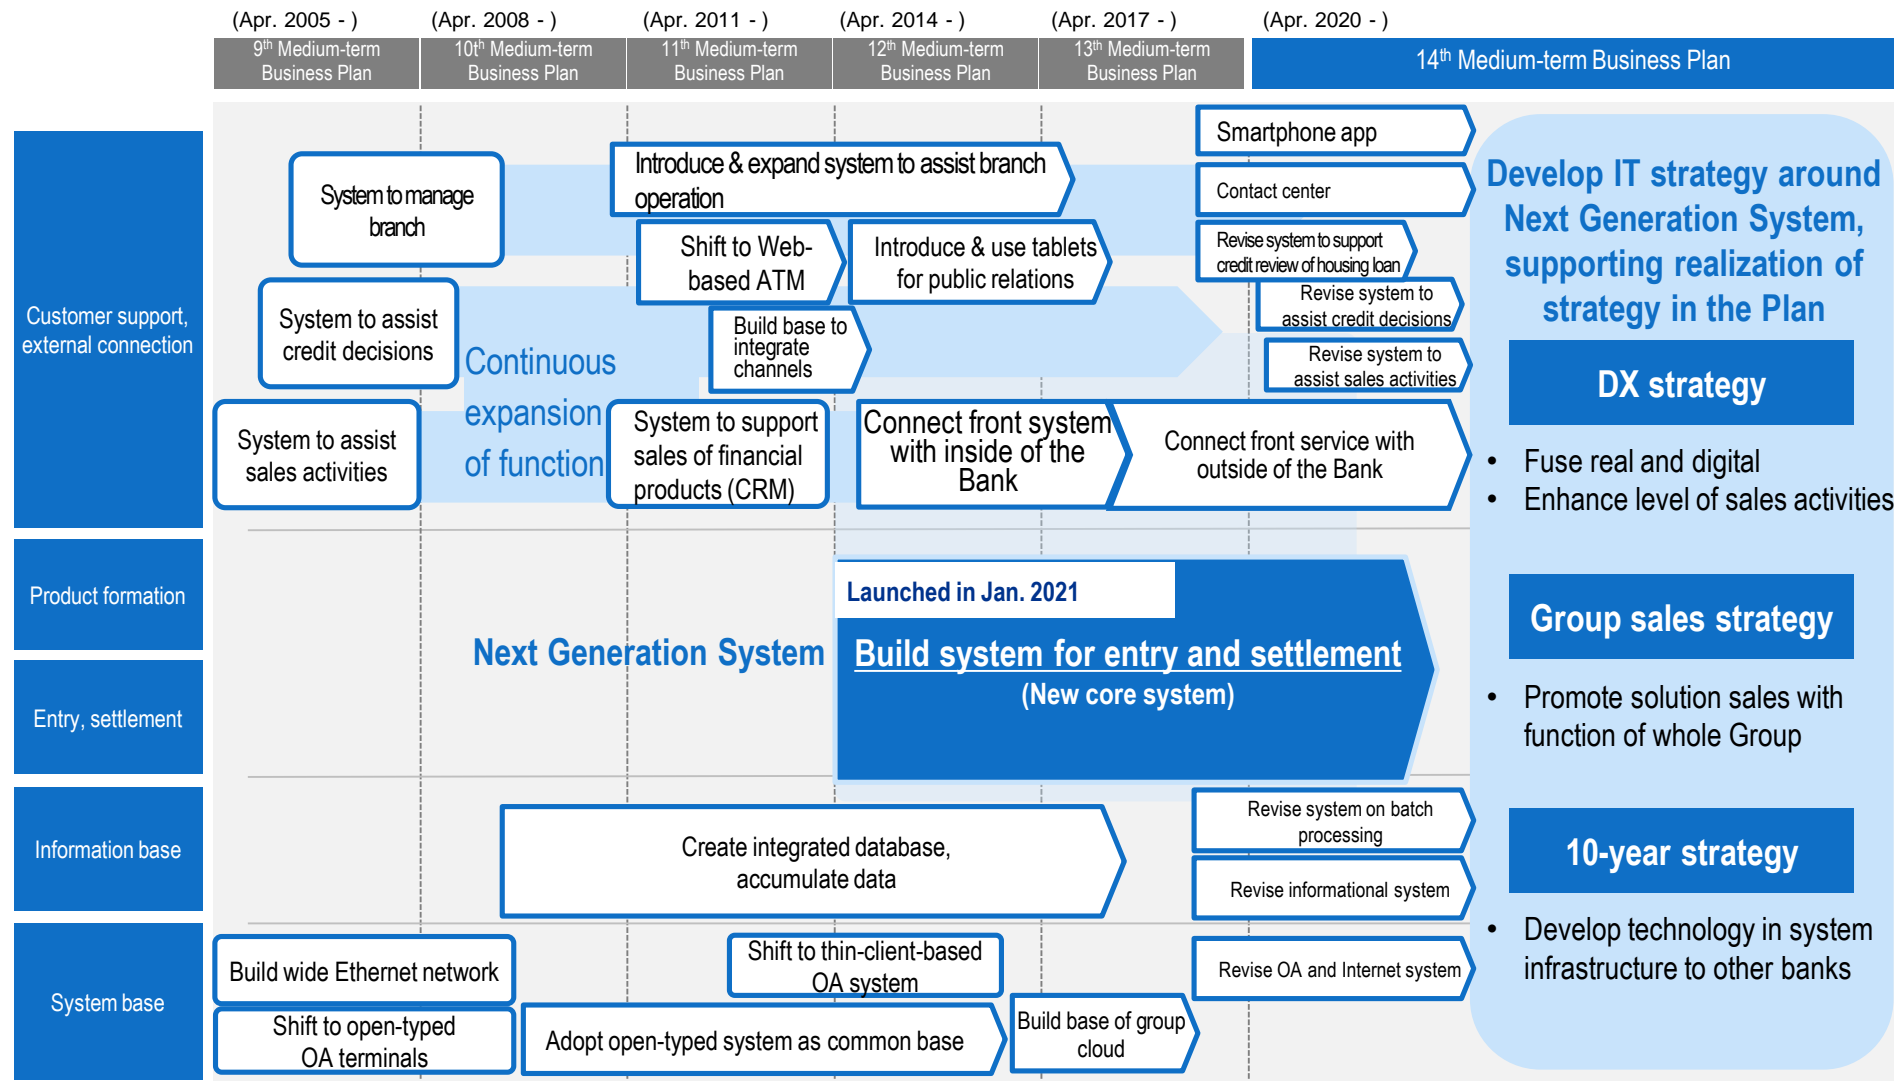 (Apr. 2005 - )
(Apr. 2008 - )
(Apr. 2011 - )
(Apr. 2014 - )
(Apr. 2017 - )
(Apr. 2020 - )
9th Medium-term
Business Plan
10th Medium-term
Business Plan
11th Medium-term
Business Plan
12th Medium-term
Business Plan
13th Medium-term
Business Plan
14th Medium-term Business Plan
Customer support,
external connection
System to manage
branch
Introduce & expand system to assist branch
operation
Smartphone app
Contact center
Shift to Web-
based ATM
Introduce & use tablets
for public relations
Revise system to support
credit review of housing loan
System to assist
credit decisions
Build base to
integrate
channels
Revise system to
assist credit decisions
Revise system to
assist sales activities
Continuous
expansion
of function
System to assist
sales activities
System to support
sales of financial
products (CRM)
Connect front system
with inside of the
Bank
Connect front service with
outside of the Bank
Product formation
Entry, settlement
Next Generation System
Launched in Jan. 2021
Build system for entry and settlement
(New core system)
Information base
Create integrated database,
accumulate data
Revise system on batch
processing
Revise informational system
System base
Build wide Ethernet network
Shift to thin-client-based
OA system
Revise OA and Internet system
Shift to open-typed
OA terminals
Adopt open-typed system as common base
Build base of group
cloud
Develop IT strategy around
Next Generation System,
supporting realization of
strategy in the Plan
DX strategy
• Fuse real and digital
• Enhance level of sales activities
Group sales strategy
• Promote solution sales with
function of whole Group
10-year strategy
• Develop technology in system
infrastructure to other banks